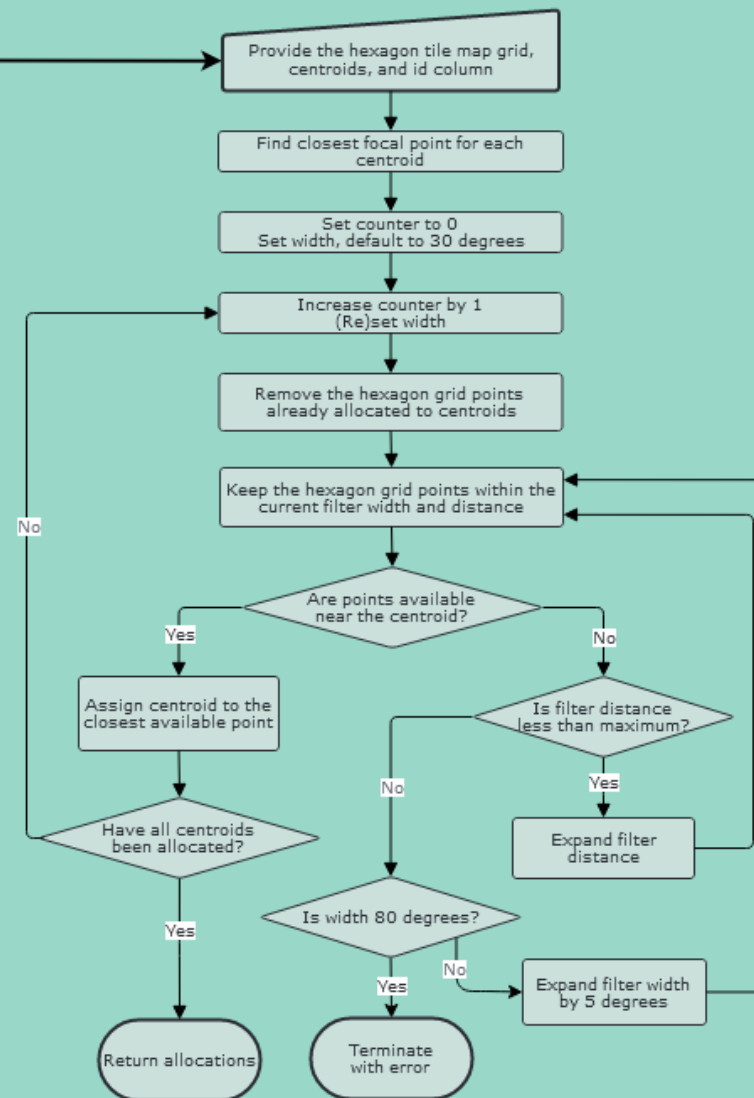 Provide the hexagon tile map grid,
centroids, and id column
Find closest focal point for each
centroid
Set counter to 0
Set width, default to 30 degrees
Increase counter by 1
(Re)set width
Remove the hexagon grid points
already allocated to centroids
Keep the hexagon grid points within the
current filter width and distance
No
Are points available
near the centroid?
Yes
No
Assign centroid to the
closest available point
Is filter distance
less than maximum?
No
Yes
Have all centroids
been allocated?
Expand filter
distance
Is width 80 degrees?
Yes
No
Yes
Expand filter width
by 5 degrees
Return allocations
Terminate
with error